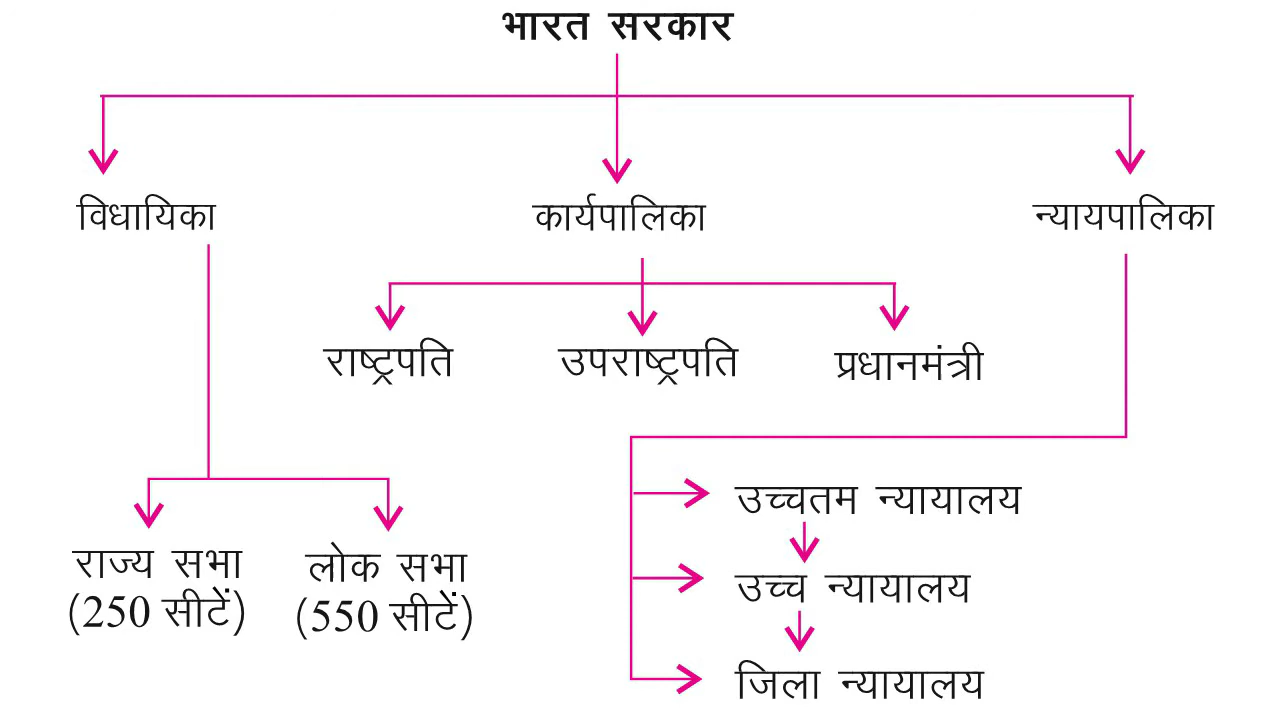 भारत सरकार
विधायिका
कार्यपालिका
न्यायपालिका
राष्ट्रपति
उपराष्ट्रपति
प्रधानमंत्री
राज्य सभा
(250 सीटें)
लोक सभा
(550 सीटें)
उच्चतम न्यायालय
उच्च न्यायालय
जिला न्यायालय